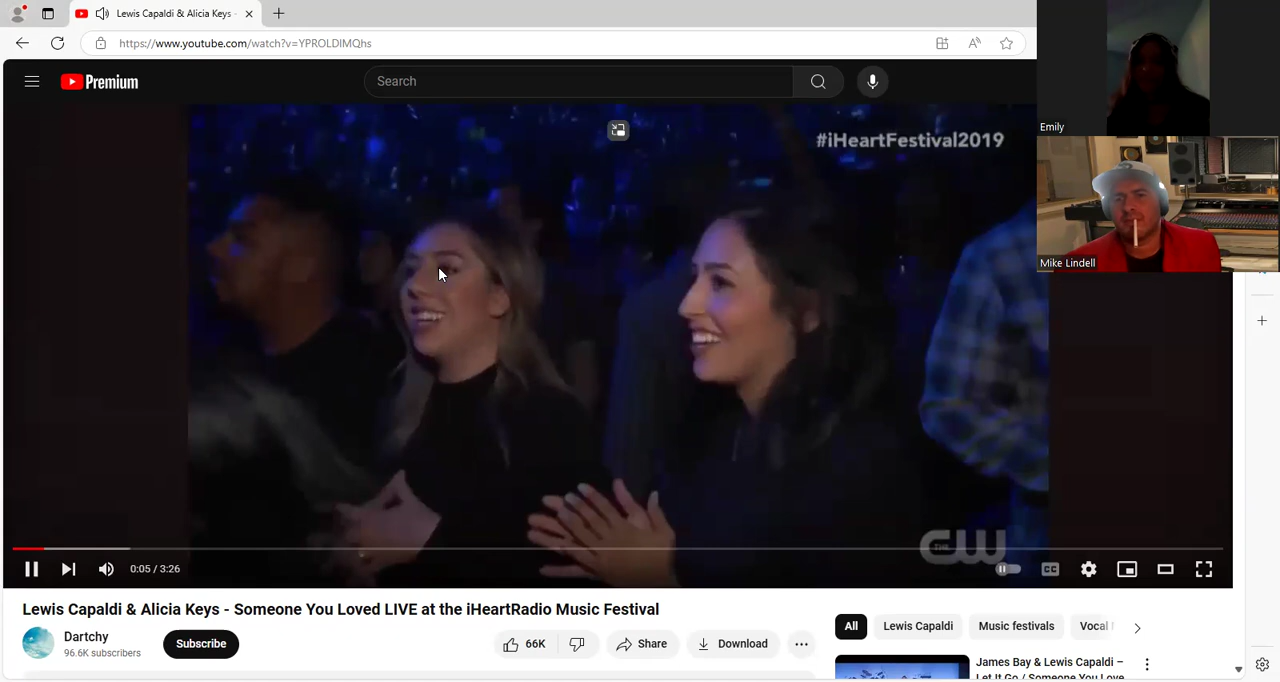 Lewis Capaldi & Alicia Keys -
https://www.youtube.com/watch?v=YPROLDIMQhs
Premium
Search
#iHeartFestival2019
Emily
Mike Lindell
THE CW
0:05 / 3:26
CC
Lewis Capaldi & Alicia Keys - Someone You Loved LIVE at the iHeartRadio Music Festival
Dartchy
96.6K subscribers
Subscribe
66K
Share
Download
All
Lewis Capaldi
Music festivals
Vocal
James Bay & Lewis Capaldi –
Let It Go / Someone You Love